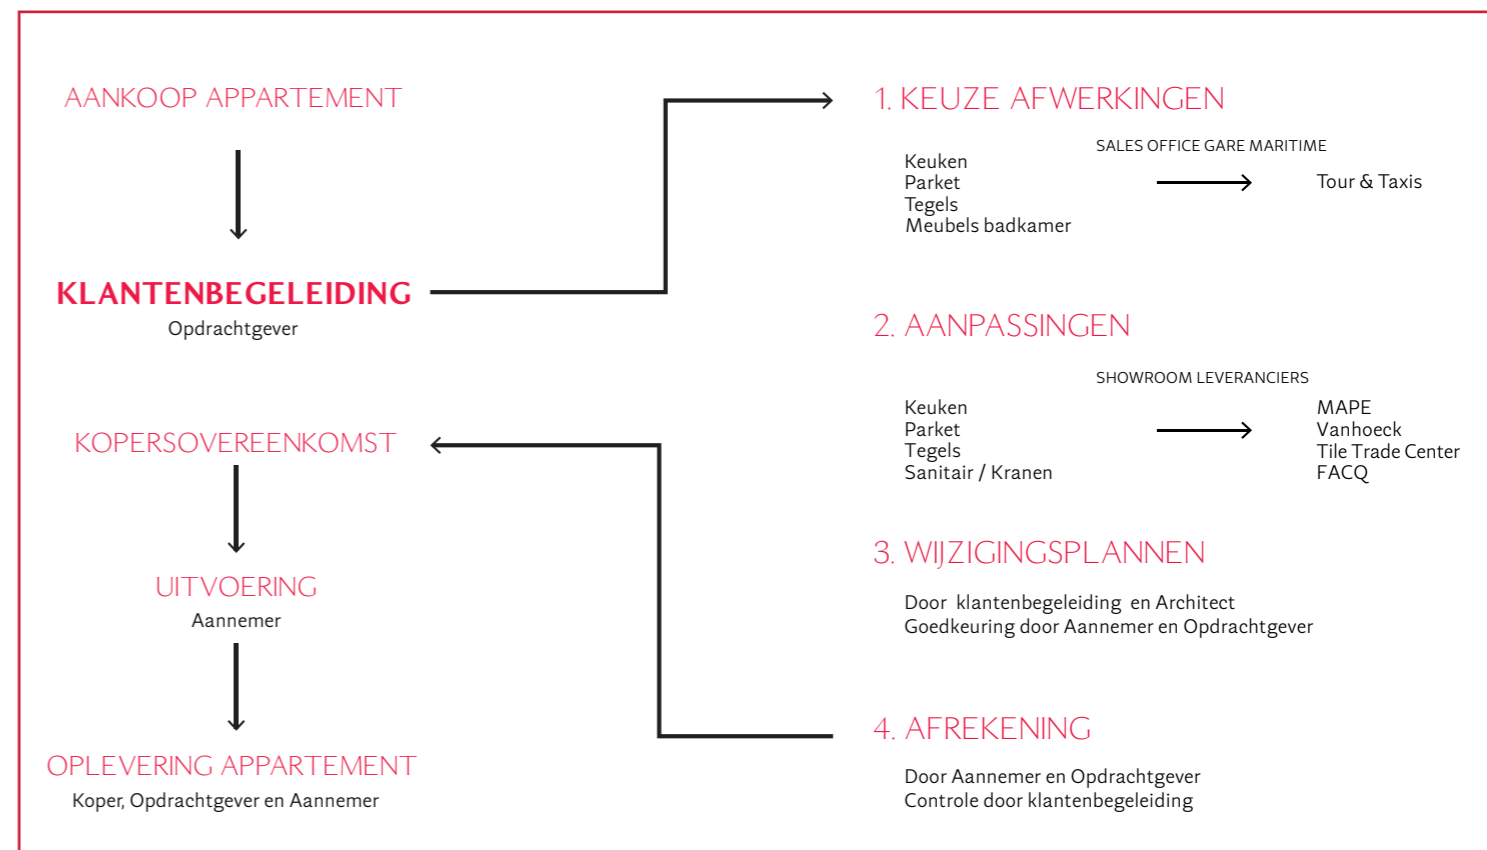 AANKOOP APPARTEMENT
KLANTENBEGELEIDING
Opdrachtgever
KOPERSOVEREENKOMST
UITVOERING
Aannemer
OPLEVERING APPARTEMENT
Koper, Opdrachtgever en Aannemer
1. KEUZE AFWERKINGEN
SALES OFFICE GARE MARITIME
Keuken
Parket
Tegels
Meubels badkamer
Tour & Taxis
2. AANPASSINGEN
SHOWROOM LEVERANCIERS
Keuken
Parket
Tegels
Sanitair / Kranen
MAPE
Vanhoeck
Tile Trade Center
FACQ
3. WIJZIGINGSPLANNEN
Door klantenbegeleiding en Architect
Goedkeuring door Aannemer en Opdrachtgever
4. AFREKENING
Door Aannemer en Opdrachtgever
Controle door klantenbegeleiding